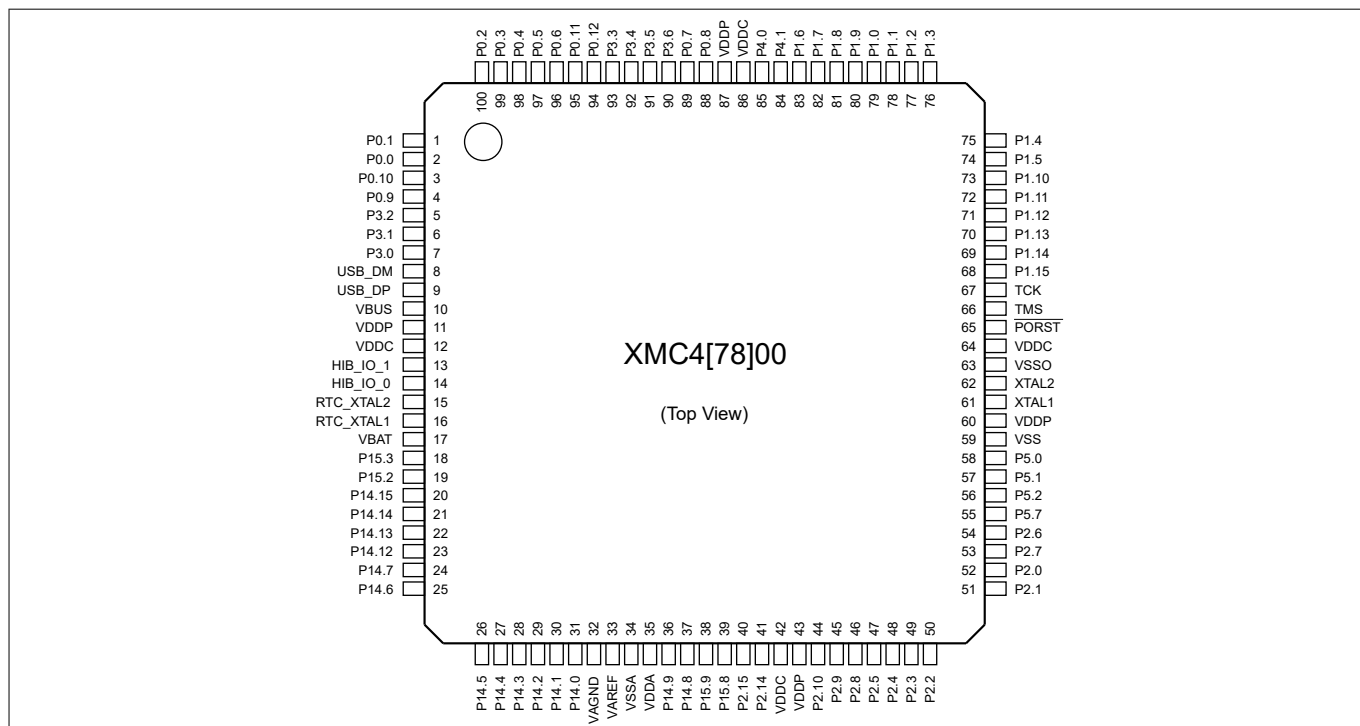 P0.2 P0.3 P0.4 P0.5 P0.6 P0.11 P0.12 P3.3 P3.4 P3.5 P3.6 P0.7 P0.8 VDDP VDDC P4.0 P4.1 P1.6 P1.7 P1.8 P1.9 P1.0 P1.1 P1.2 P1.3
100 99 98 97 96 95 94 93 92 91 90 89 88 87 86 85 84 83 82 81 80 79 78 77 76
P0.1 1 75 P1.4
P0.0 2 74 P1.5
P0.10 3 73 P1.10
P0.9 4 72 P1.11
P3.2 5 71 P1.12
P3.1 6 70 P1.13
P3.0 7 69 P1.14
USB_DM 8 68 P1.15
USB_DP 9 67 TCK
VBUS 10 66 TMS
VDDP 11 65 PORST
VDDC 12 64 VDDC
HIB_IO_1 13 63 VSSO
HIB_IO_0 14 62 XTAL2
RTC_XTAL2 15 61 XTAL1
RTC_XTAL1 16 60 VDDP
VBAT 17 59 VSS
P15.3 18 58 P5.0
P15.2 19 57 P5.1
P14.15 20 56 P5.2
P14.14 21 55 P5.7
P14.13 22 54 P2.6
P14.12 23 53 P2.7
P14.7 24 52 P2.0
P14.6 25 51 P2.1
XMC4[78]00
(Top View)
26 27 28 29 30 31 32 33 34 35 36 37 38 39 40 41 42 43 44 45 46 47 48 49 50
P14.5 P14.4 P14.3 P14.2 P14.1 P14.0 VAGND VAREF VSSA VDDA P14.9 P14.8 P15.9 P15.8 P2.15 P2.14 VDDC VDDP P2.10 P2.9 P2.8 P2.5 P2.4 P2.3 P2.2